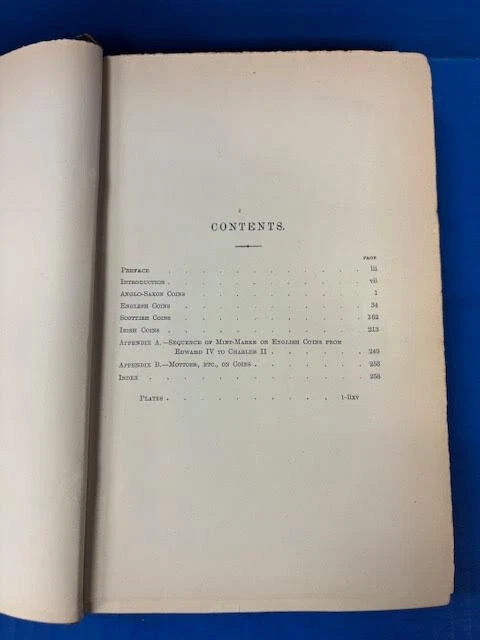 CONTENTS.
PAGE
PREFACE . . . . . . . . . . . iii
INTRODUCTION . . . . . . . . . . . vii
ANGLO-SAXON COINS . . . . . . . . . 1
ENGLISH COINS . . . . . . . . . . 34
SCOTTISH COINS . . . . . . . . . . 162
IRISH COINS . . . . . . . . . . . 213
APPENDIX A.—SEQUENCE OF MINT-MARKS ON ENGLISH COINS FROM
EDWARD IV TO CHARLES II . . . . . . 249
APPENDIX B.—MOTTOES, ETC., ON COINS . . . . . . 255
INDEX . . . . . . . . . . . . 258
PLATES . . . . . . . . . . i-lxv